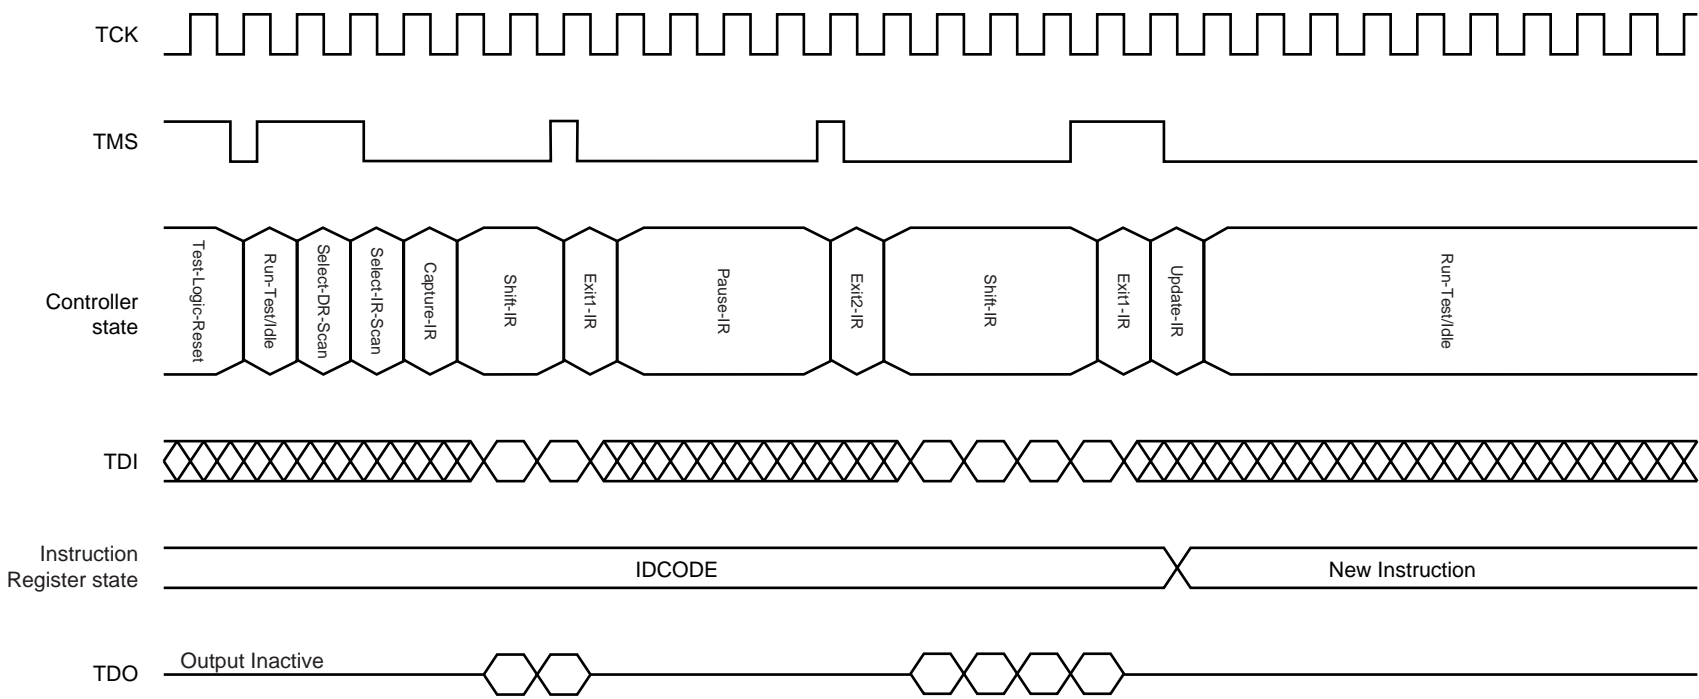 TCK
TMS
Controller
state
Test-Logic-Reset
Run-Test/Idle
Select-DR-Scan
Select-IR-Scan
Capture-IR
Shift-IR
Exit1-IR
Pause-IR
Exit2-IR
Shift-IR
Exit1-IR
Update-IR
Run-Test/Idle
TDI
Instruction
Register state
IDCODE
New Instruction
TDO
Output Inactive